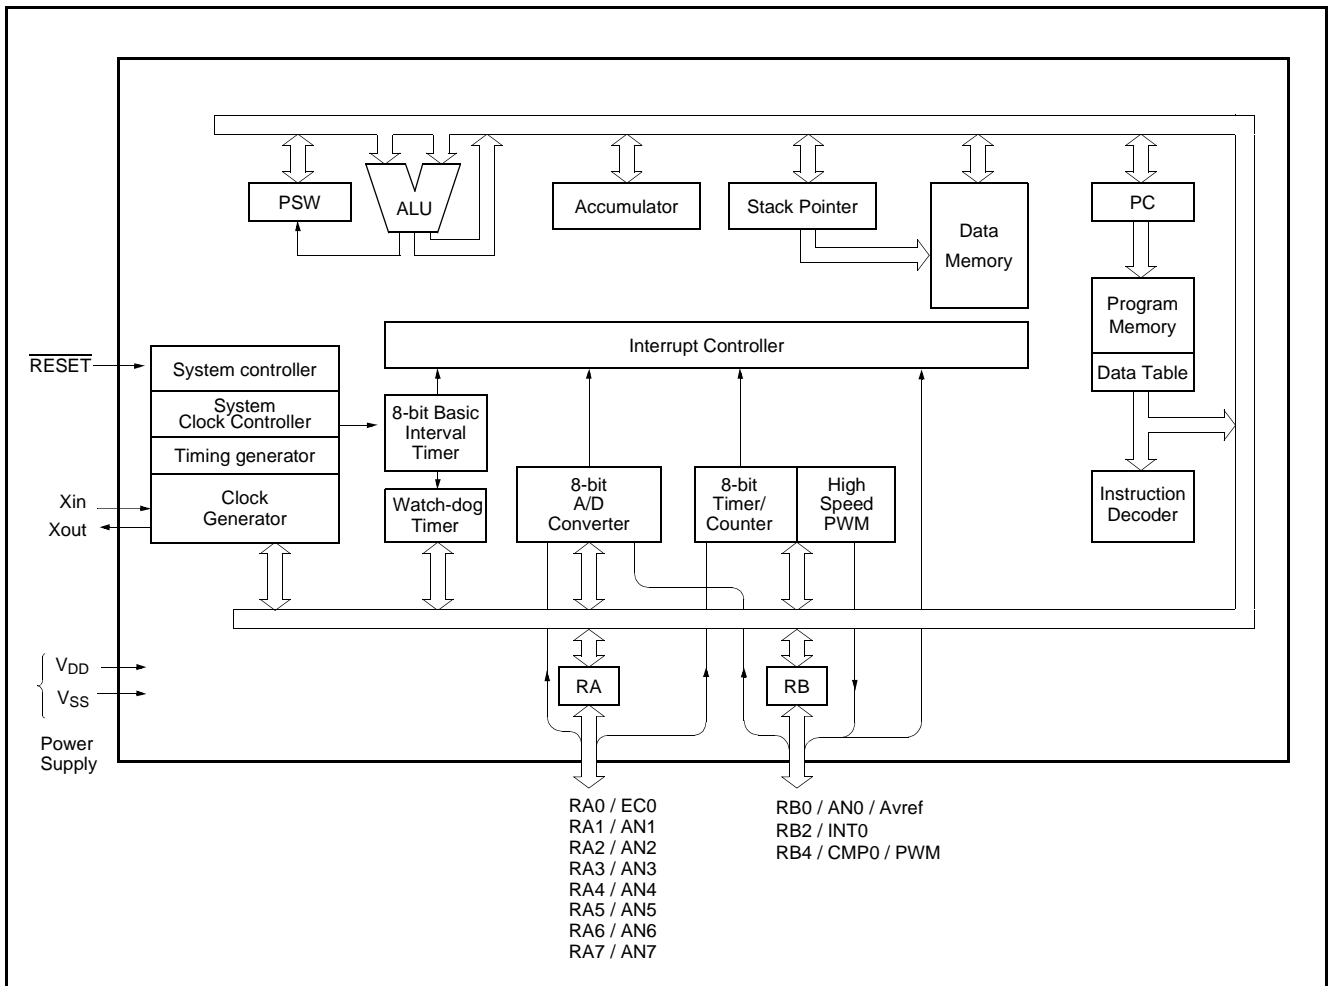 PSW
ALU
Accumulator
Stack Pointer
Data
Memory
PC
Program
Memory
Data Table
Instruction
Decoder
Interrupt Controller
RESET
System controller
System
Clock Controller
Timing generator
Clock
Generator
Xin
Xout
8-bit Basic
Interval
Timer
Watch-dog
Timer
8-bit
A/D
Converter
8-bit
Timer/
Counter
High
Speed
PWM
VDD
VSS
Power
Supply
RA
RB
RA0 / EC0
RA1 / AN1
RA2 / AN2
RA3 / AN3
RA4 / AN4
RA5 / AN5
RA6 / AN6
RA7 / AN7
RB0 / AN0 / Avref
RB2 / INT0
RB4 / CMP0 / PWM